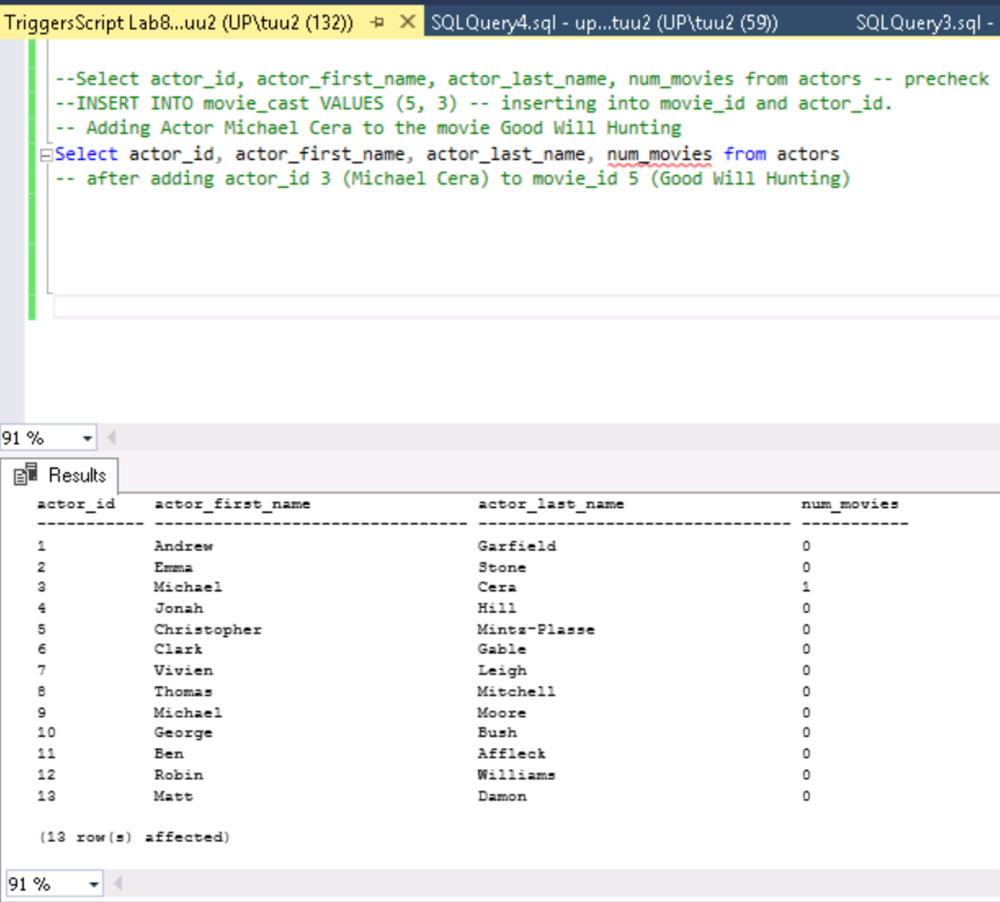 TriggersScript Lab8...uu2 (UP\tuu2 (132)) SQLQuery4.sql - up...tuu2 (UP\tuu2 (59)) SQLQuery3.sql -
--Select actor_id, actor_first_name, actor_last_name, num_movies from actors -- precheck
--INSERT INTO movie_cast VALUES (5, 3) -- inserting into movie_id and actor_id.
-- Adding Actor Michael Cera to the movie Good Will Hunting
Select actor_id, actor_first_name, actor_last_name, num_movies from actors
-- after adding actor_id 3 (Michael Cera) to movie_id 5 (Good Will Hunting)
91 %
Results
actor_id actor_first_name actor_last_name num_movies
----------- -------------------------------- -------------------------------- -----------
1 Andrew Garfield 0
2 Emma Stone 0
3 Michael Cera 1
4 Jonah Hill 0
5 Christopher Mintz-Plasse 0
6 Clark Gable 0
7 Vivien Leigh 0
8 Thomas Mitchell 0
9 Michael Moore 0
10 George Bush 0
11 Ben Affleck 0
12 Robin Williams 0
13 Matt Damon 0
(13 row(s) affected)
91 %